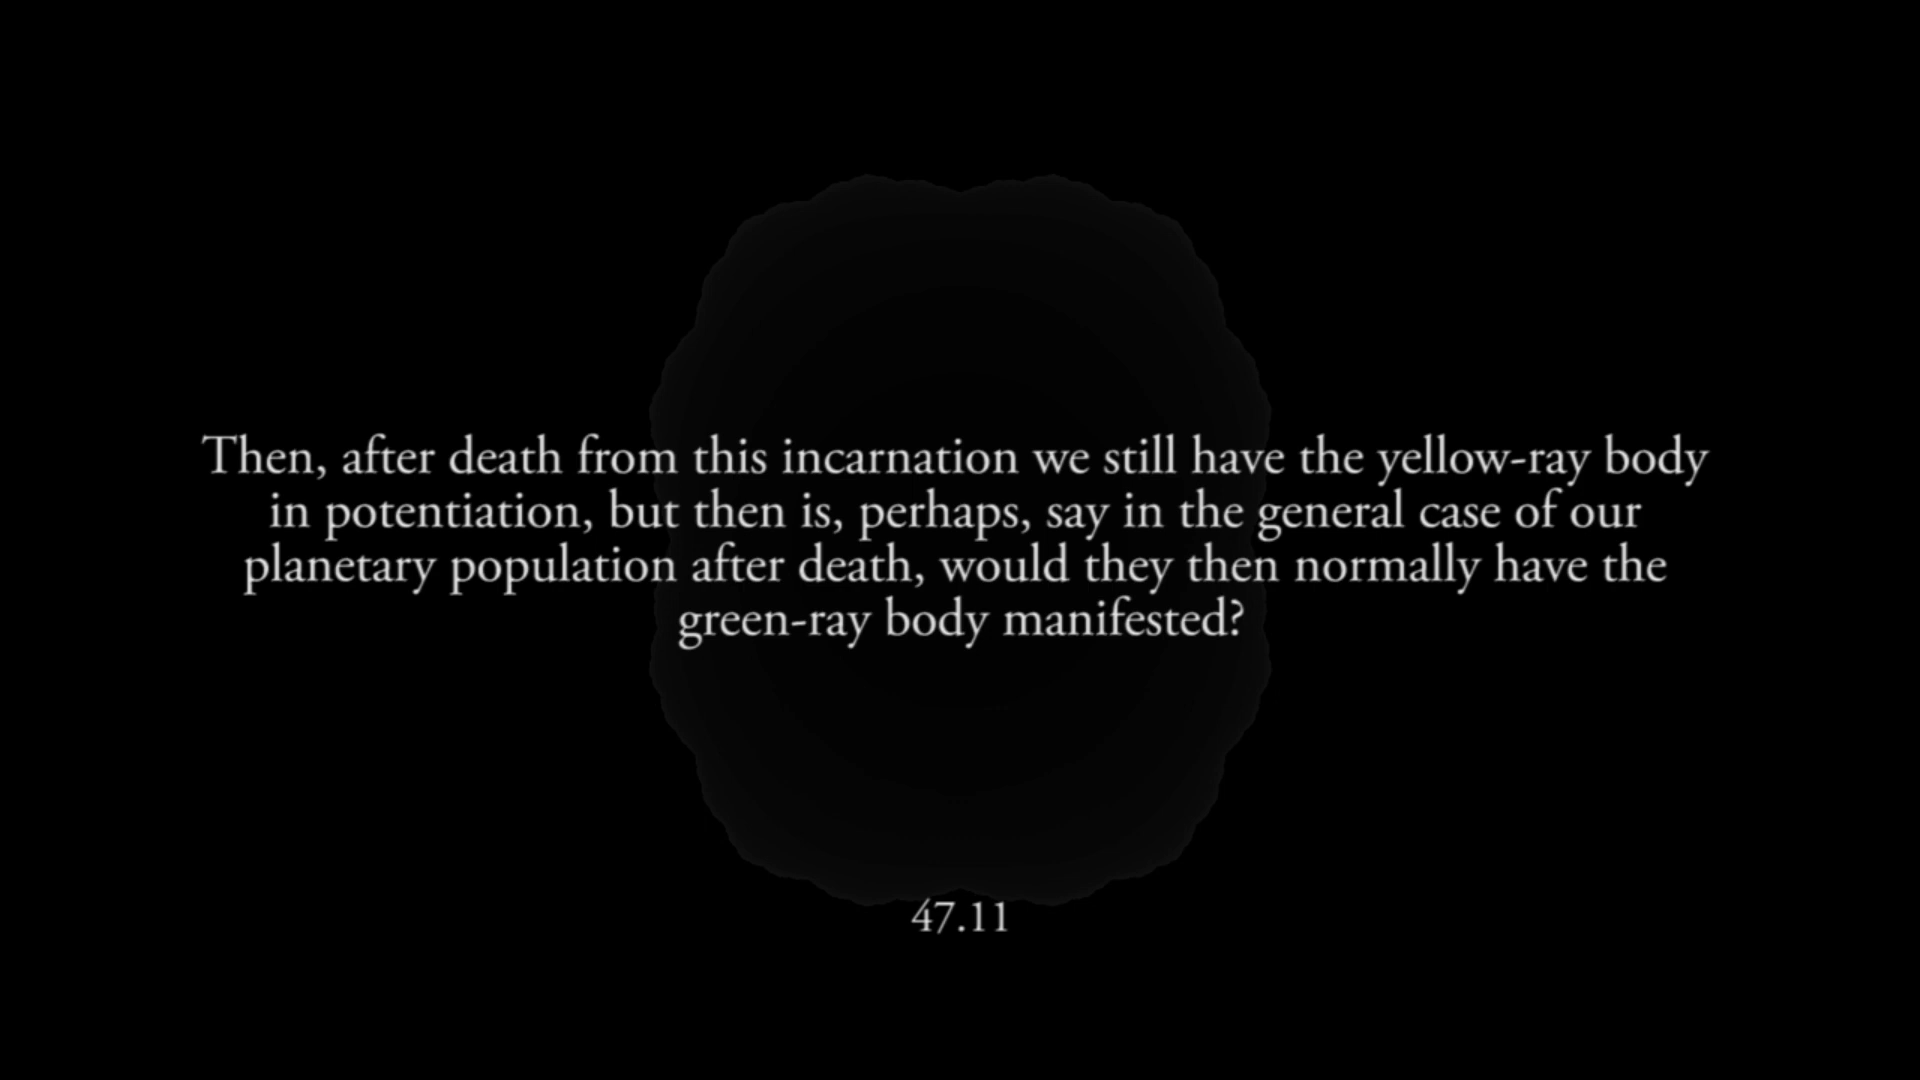 Then, after death from this incarnation we still have the yellow-ray body
in potentiation, but then is, perhaps, say in the general case of our
planetary population after death, would they then normally have the
green-ray body manifested?
47.11